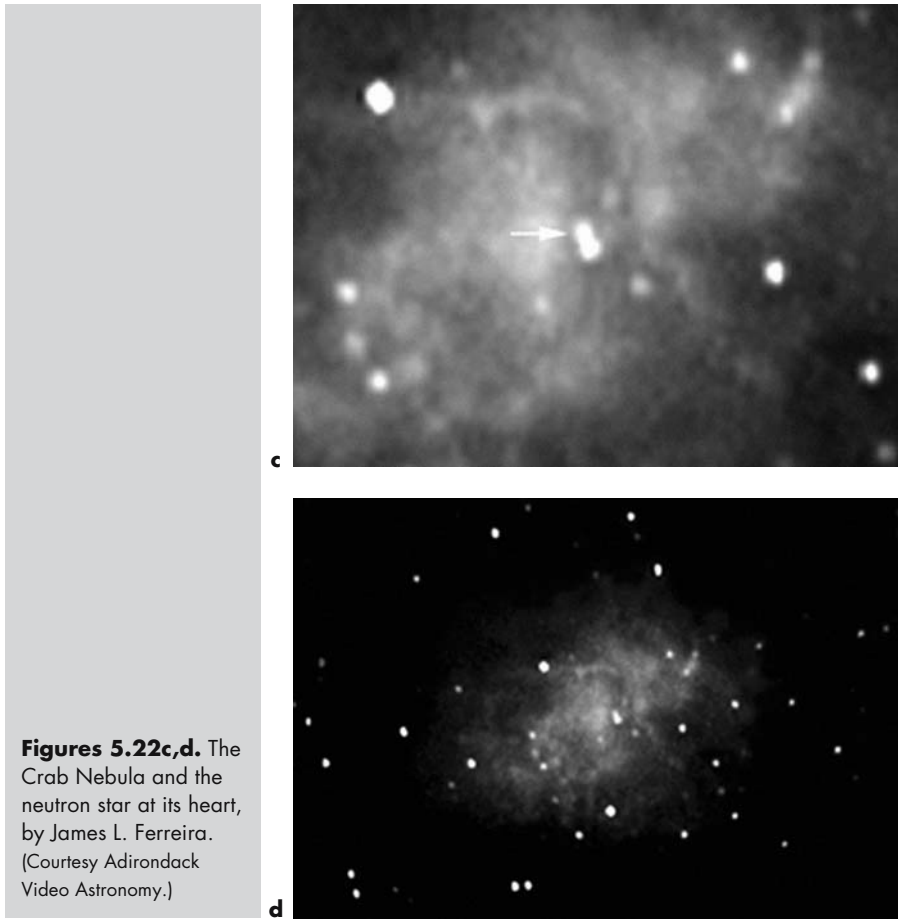 c
Figures 5.22c,d. The
Crab Nebula and the
neutron star at its heart,
by James L. Ferreira.
(Courtesy Adirondack
Video Astronomy.)
d